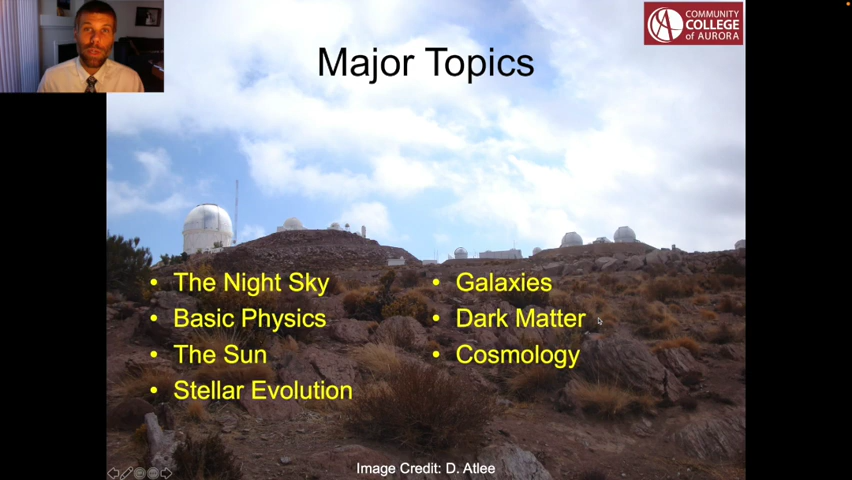 COMMUNITY
COLLEGE
of AURORA
Major Topics
• The Night Sky
• Basic Physics
• The Sun
• Stellar Evolution
• Galaxies
• Dark Matter
• Cosmology
Image Credit: D. Atlee